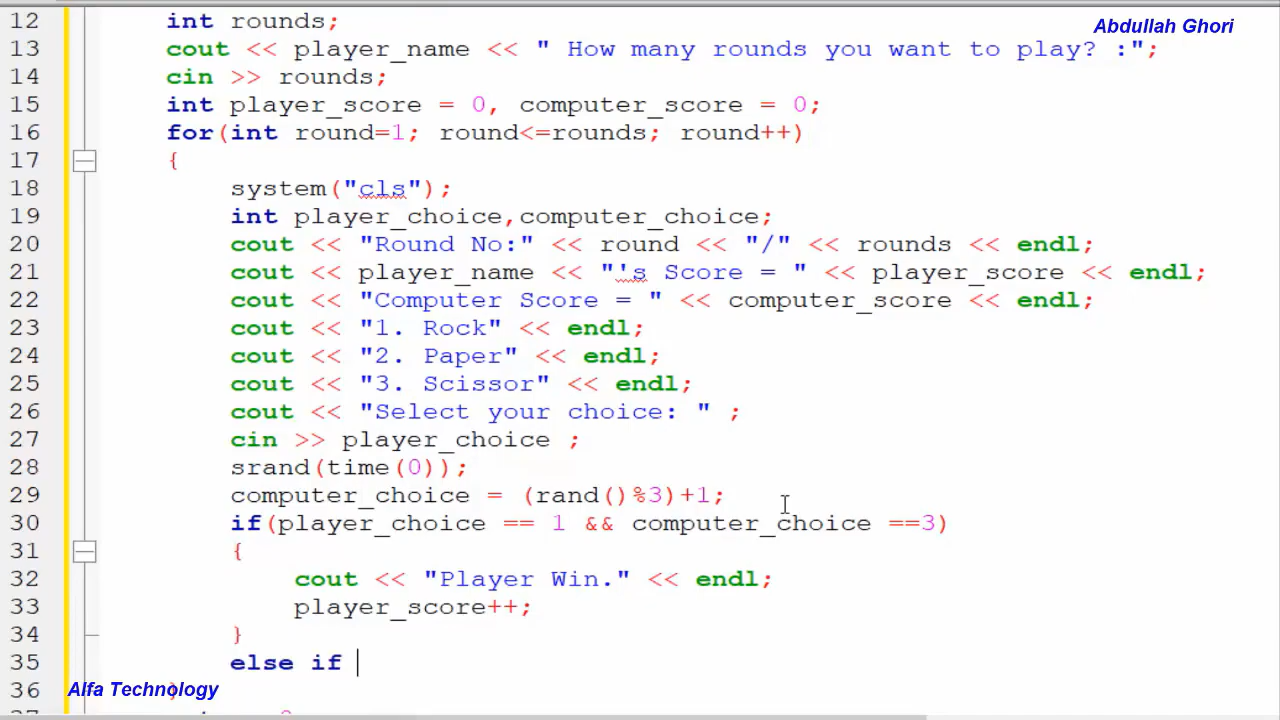 Abdullah Ghori
12 int rounds;
13 cout << player_name << " How many rounds you want to play? :";
14 cin >> rounds;
15 int player_score = 0, computer_score = 0;
16 for(int round=1; round<=rounds; round++)
17 {
18 system("cls");
19 int player_choice,computer_choice;
20 cout << "Round No:" << round << "/" << rounds << endl;
21 cout << player_name << "'s Score = " << player_score << endl;
22 cout << "Computer Score = " << computer_score << endl;
23 cout << "1. Rock" << endl;
24 cout << "2. Paper" << endl;
25 cout << "3. Scissor" << endl;
26 cout << "Select your choice: " ;
27 cin >> player_choice ;
28 srand(time(0));
29 computer_choice = (rand()%3)+1;
30 if(player_choice == 1 && computer_choice ==3)
31 {
32 cout << "Player Win." << endl;
33 player_score++;
34 }
35 else if
36 }
Alfa Technology